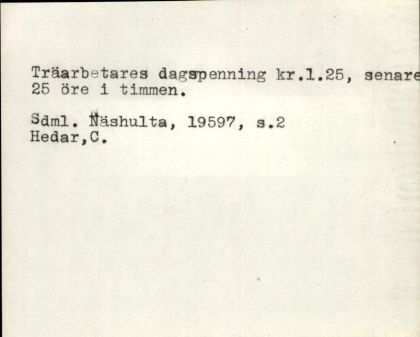 Träarbetares dagspenning kr.1.25, senare
25 öre i timmen.
Sdml. Näshulta, 19597, s.2
Hedar,C.